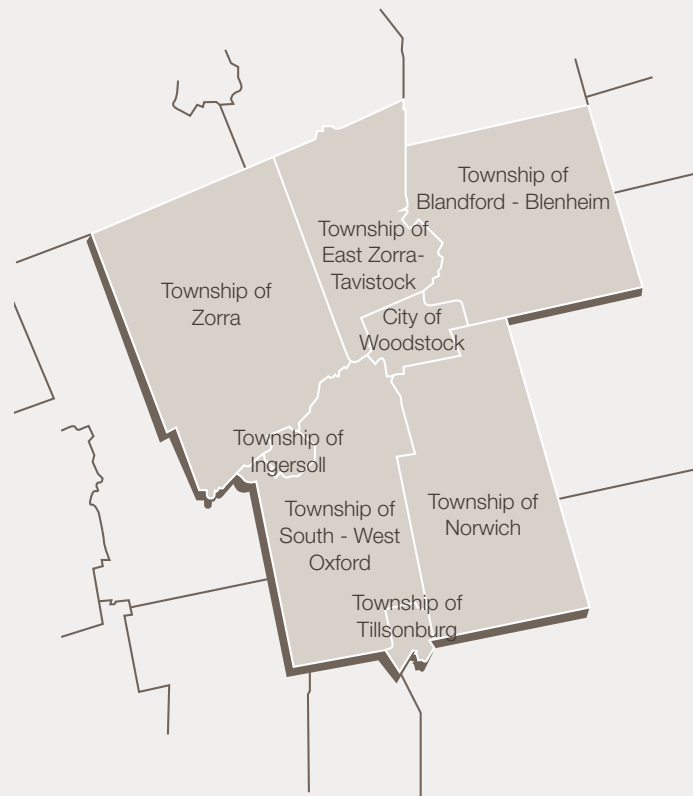 Township of
Blandford - Blenheim
Township of
East Zorra-
Tavistock
Township of
Zorra
City of
Woodstock
Township of
Ingersoll
Township of
South - West
Oxford
Township of
Norwich
Township of
Tillsonburg